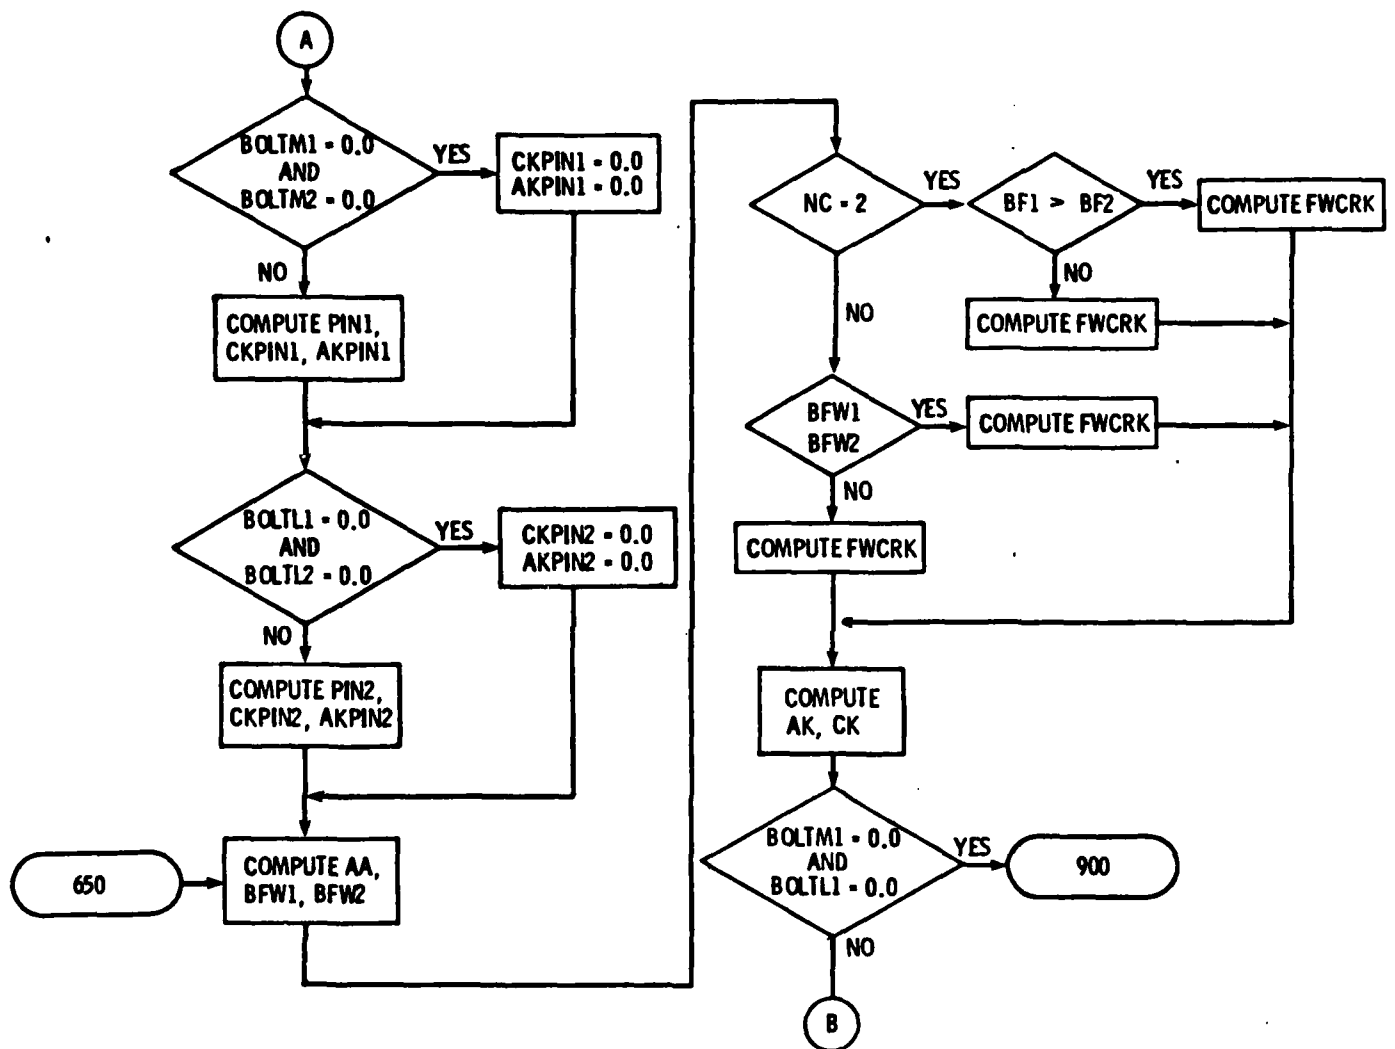 A
BOLTM1 = 0.0
AND
BOLTM2 = 0.0
YES
CKPIN1 = 0.0
AKPIN1 = 0.0
NO
COMPUTE PIN1,
CKPIN1, AKPIN1
BOLTL1 = 0.0
AND
BOLTL2 = 0.0
YES
CKPIN2 = 0.0
AKPIN2 = 0.0
NO
COMPUTE PIN2,
CKPIN2, AKPIN2
650
COMPUTE AA,
BFW1, BFW2
NC = 2
YES
BF1 > BF2
YES
COMPUTE FWCRK
NO
COMPUTE FWCRK
NO
BFW1
BFW2
YES
COMPUTE FWCRK
NO
COMPUTE FWCRK
COMPUTE
AK, CK
BOLTM1 = 0.0
AND
BOLTL1 = 0.0
YES
900
NO
B